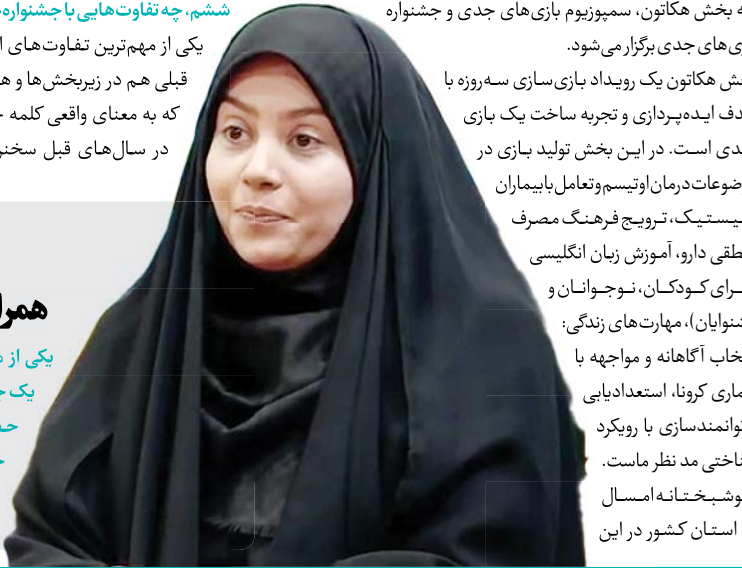 ه بخش هکاتون، سمپوزیوم بازی‌های جدی و جشنواره
ی‌های جدی برگزار می‌شود.
ش هکاتون یک رویداد بازی‌سازی سه‌روزه با
دف ایده‌پردازی و تجربه ساخت یک بازی
دی است. در این بخش تولید بازی در
ضوعات درمان اوتیسم و تعامل با بیماران
یستیک، ترویج فرهنگ مصرف
طقی دارو، آموزش زبان انگلیسی
رای کودکان، نوجوانان و
شنوایان)، مهارت‌های زندگی:
خاب آگاهانه و مواجهه با
ماری کرونا، استعدادیابی
توانمندسازی با رویکرد
ناختی مد نظر ماست.
وشبختانه امسال
استان کشور در این
ششم، چه تفاوت‌هایی با جشنواره
یکی از مهم‌ترین تفاوت‌های ا
قبلی هم در زیربخش‌ها و ه
که به معنای واقعی کلمه
در سال‌های قبل سخنر
همرا
یکی از
یک